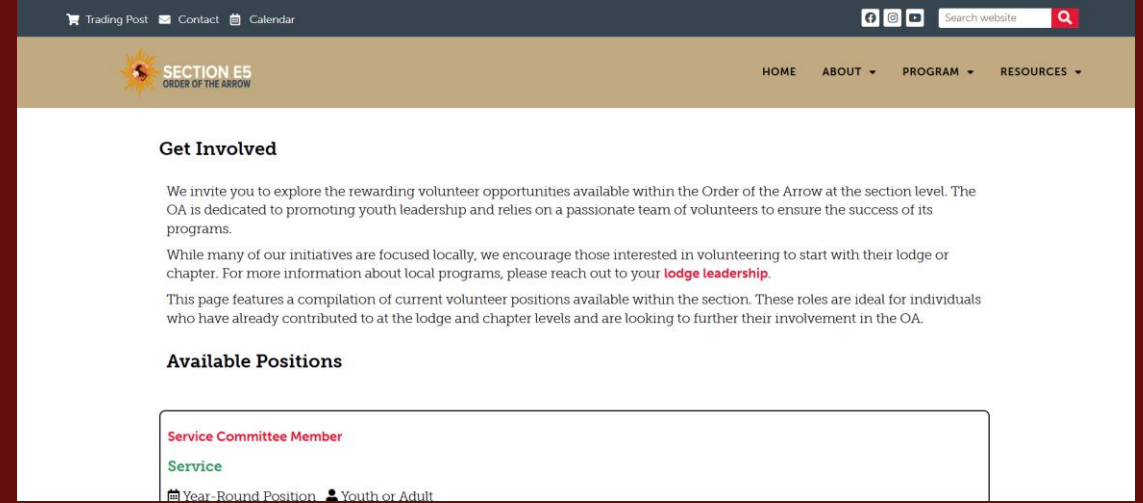 Trading Post Contact Calendar
Search website
SECTION E5
ORDER OF THE ARROW
HOME ABOUT PROGRAM RESOURCES
Get Involved
We invite you to explore the rewarding volunteer opportunities available within the Order of the Arrow at the section level. The
OA is dedicated to promoting youth leadership and relies on a passionate team of volunteers to ensure the success of its
programs.
While many of our initiatives are focused locally, we encourage those interested in volunteering to start with their lodge or
chapter. For more information about local programs, please reach out to your lodge leadership.
This page features a compilation of current volunteer positions available within the section. These roles are ideal for individuals
who have already contributed to at the lodge and chapter levels and are looking to further their involvement in the OA.
Available Positions
Service Committee Member
Service
Year-Round Position Youth or Adult